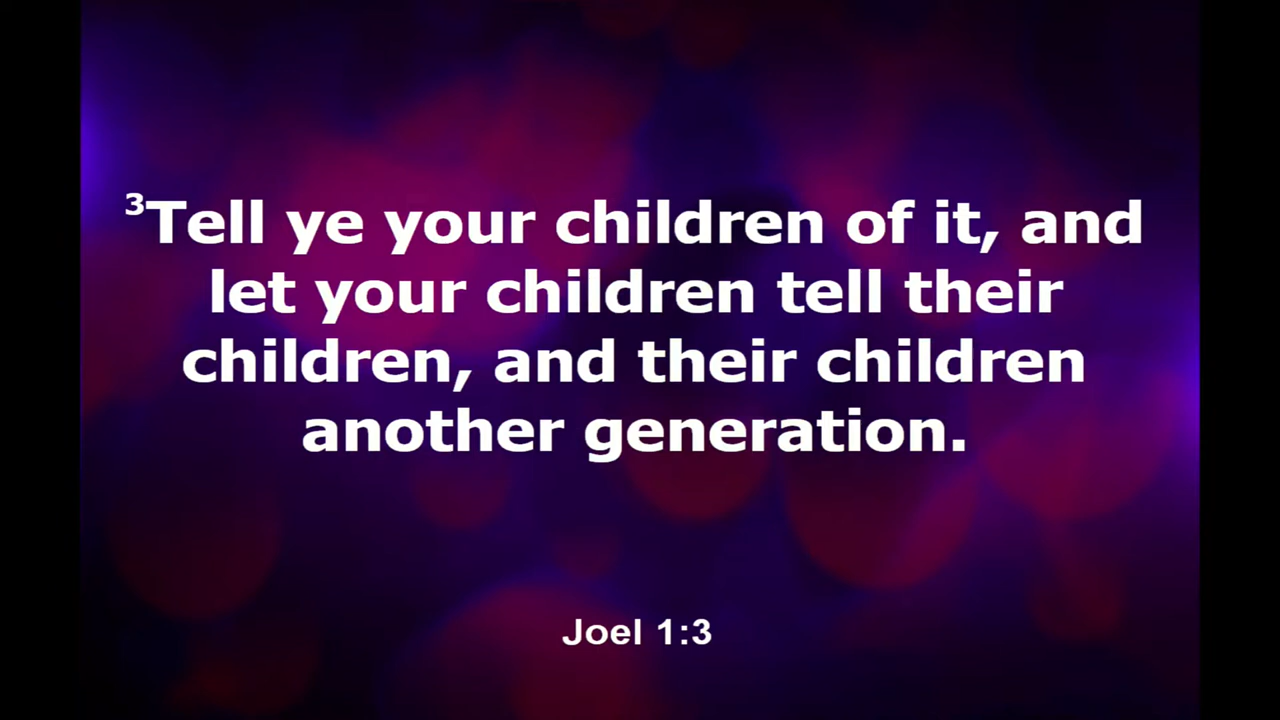 ³Tell ye your children of it, and
let your children tell their
children, and their children
another generation.
Joel 1:3